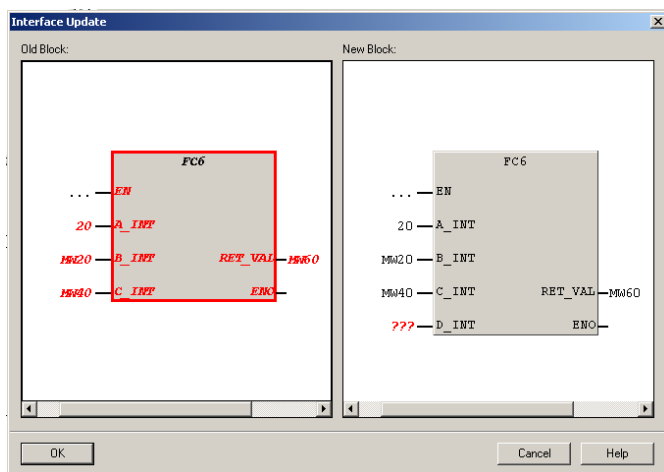 Interface Update
Old Block:
New Block:
FC6
... EN
20 A_INT
MW20 B_INT RET_VAL MW60
MW40 C_INT ENO
FC6
... EN
20 A_INT
MW20 B_INT
MW40 C_INT RET_VAL MW60
??? D_INT ENO
OK
Cancel
Help